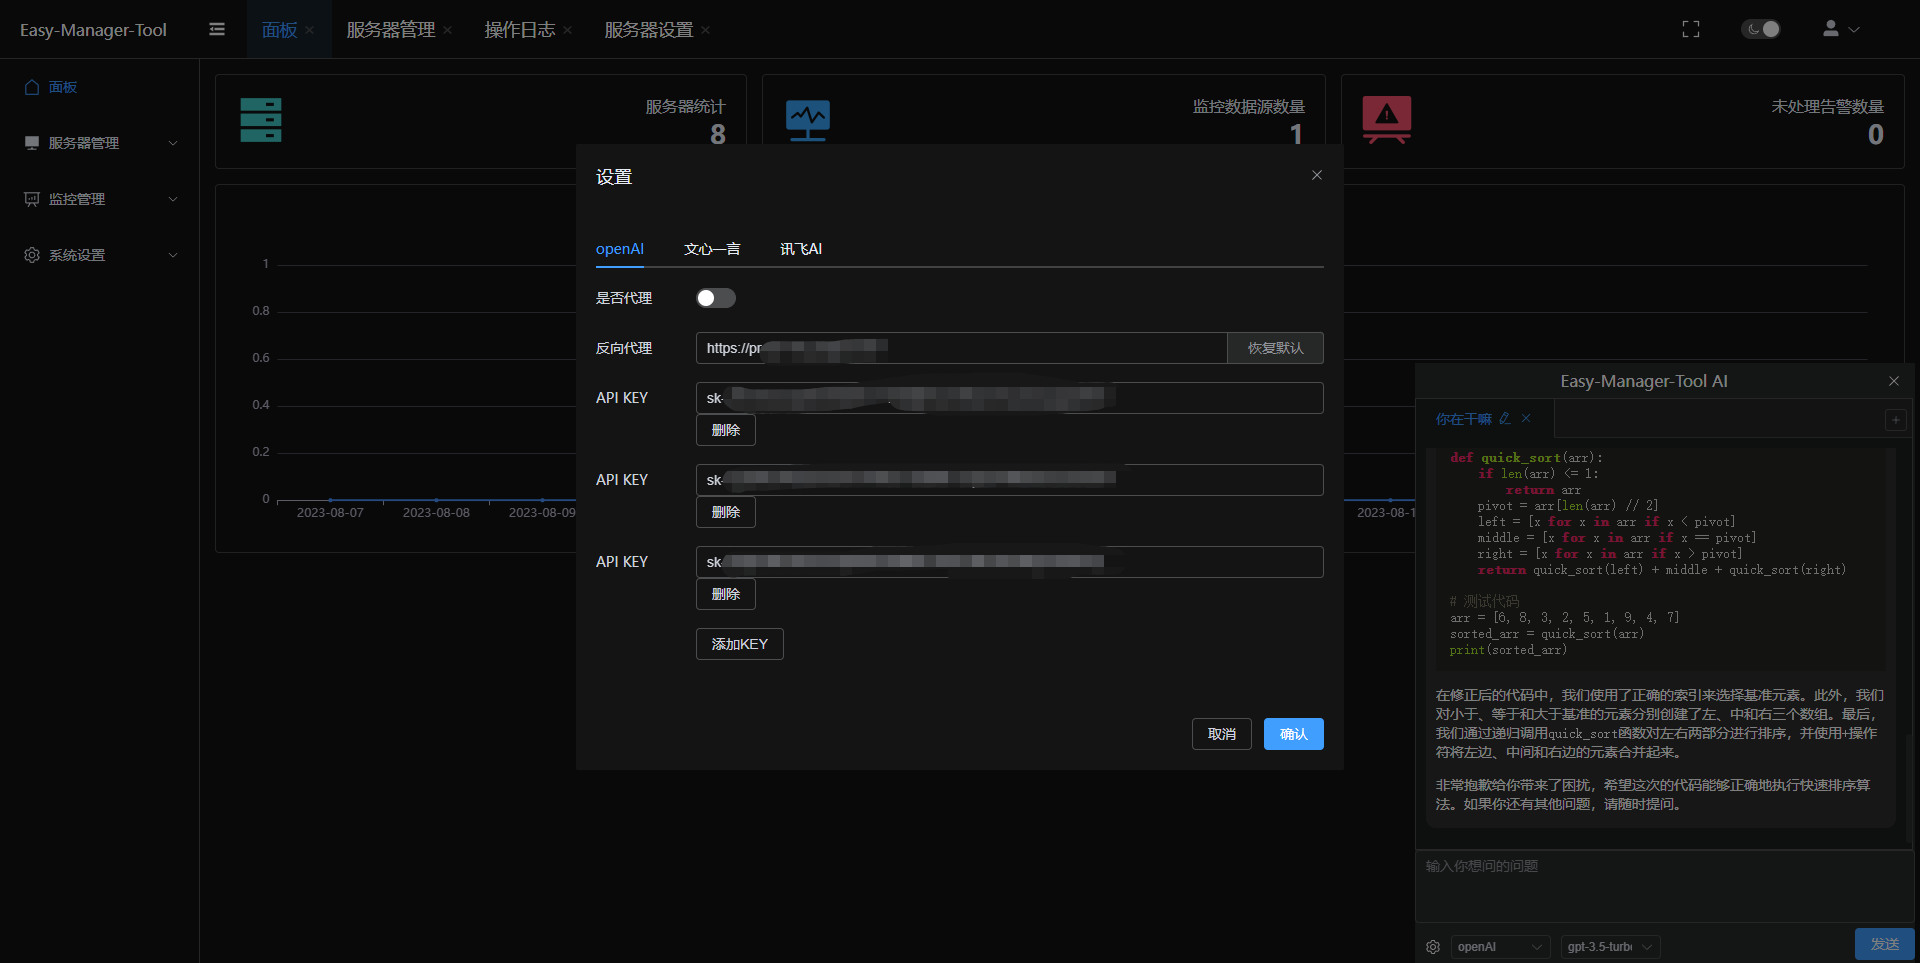 Easy-Manager-Tool
面板
服务器管理
操作日志
服务器设置
面板
服务器管理
监控管理
系统设置
服务器统计
8
监控数据源数量
1
未处理告警数量
0
1
0.8
0.6
0.4
0.2
0
2023-08-07
2023-08-08
2023-08-09
2023-08-1
设置
openAI
文心一言
讯飞AI
是否代理
反向代理
https://pr
恢复默认
API KEY
sk-
删除
API KEY
sk-
删除
API KEY
sk-
删除
添加KEY
取消
确认
Easy-Manager-Tool AI
你在干嘛
def quick_sort(arr):
if len(arr) <= 1:
return arr
pivot = arr[len(arr) // 2]
left = [x for x in arr if x < pivot]
middle = [x for x in arr if x == pivot]
right = [x for x in arr if x > pivot]
return quick_sort(left) + middle + quick_sort(right)
# 测试代码
arr = [6, 8, 3, 2, 5, 1, 9, 4, 7]
sorted_arr = quick_sort(arr)
print(sorted_arr)
在修正后的代码中，我们使用了正确的索引来选择基准元素。此外，我们
对小于、等于和大于基准的元素分别创建了左、中和右三个数组。最后，
我们通过递归调用quick_sort函数对左右两部分进行排序，并使用+操作
符将左边、中间和右边的元素合并起来。
非常抱歉给你带来了困扰，希望这次的代码能够正确地执行快速排序算
法。如果你还有其他问题，请随时提问。
输入你想问的问题
openAI
gpt-3.5-turb
发送